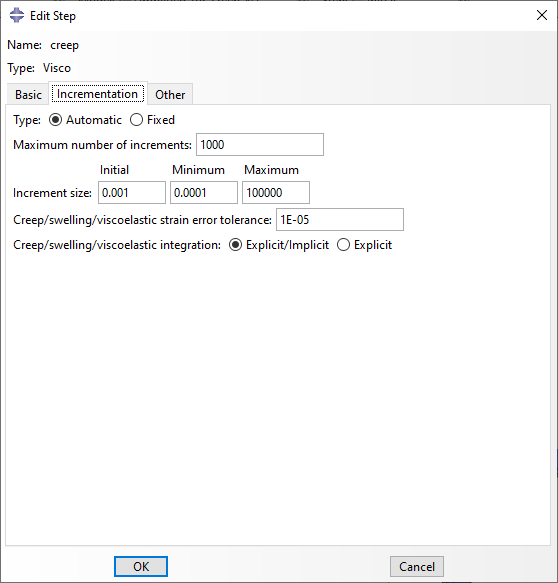 Edit Step
Name: creep
Type: Visco
Basic Incrementation Other
Type: Automatic Fixed
Maximum number of increments: 1000
Initial Minimum Maximum
Increment size: 0.001 0.0001 100000
Creep/swelling/viscoelastic strain error tolerance: 1E-05
Creep/swelling/viscoelastic integration: Explicit/Implicit Explicit
OK Cancel